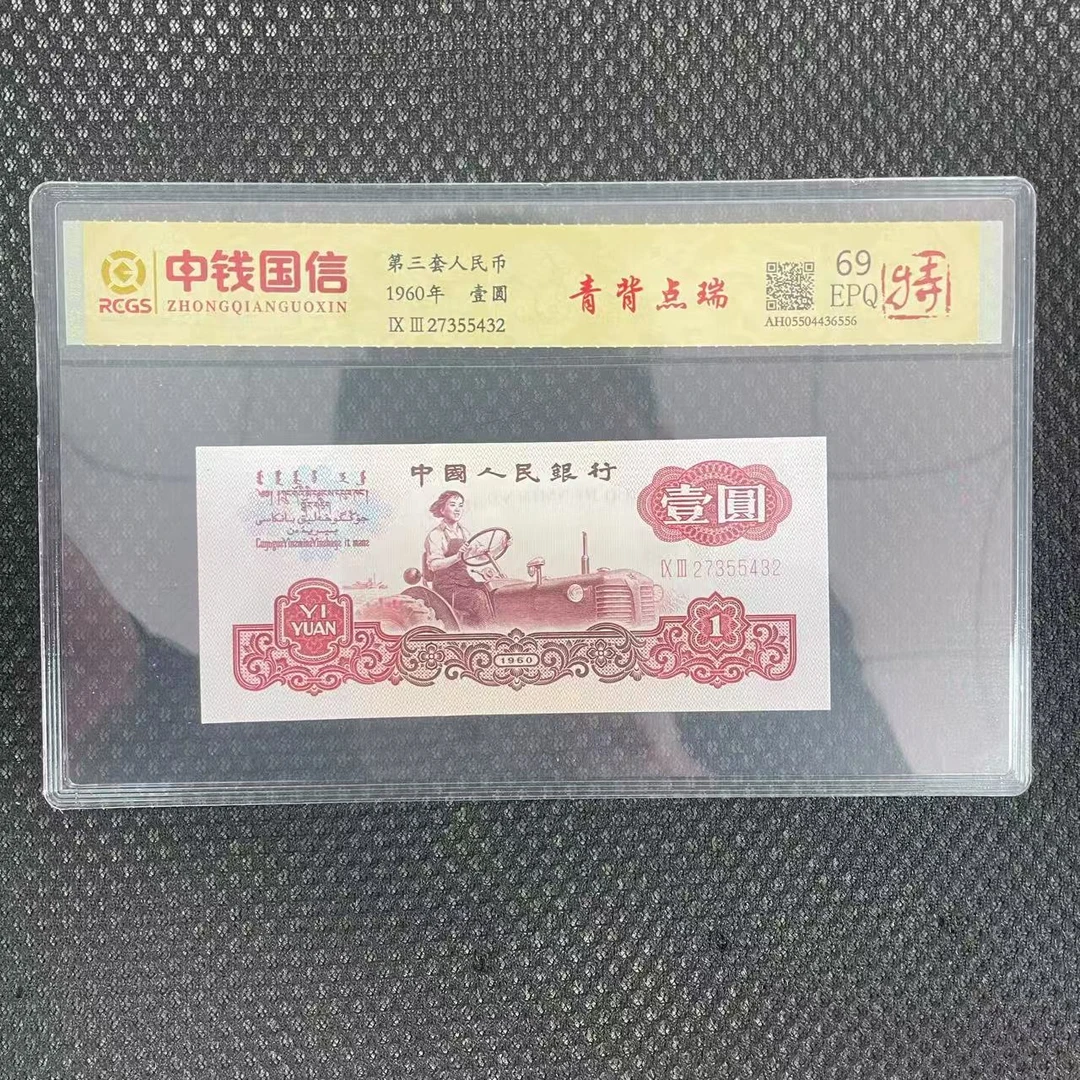 RCGS
中钱国信
ZHONGQIANGUOXIN
第三套人民币
1960年 壹圆
Ⅸ Ⅲ 27355432
青背点瑞
AH05504436556
69
EPQ
特
中國人民銀行
壹圓
Ⅸ Ⅲ 27355432
YI
YUAN
1960
1